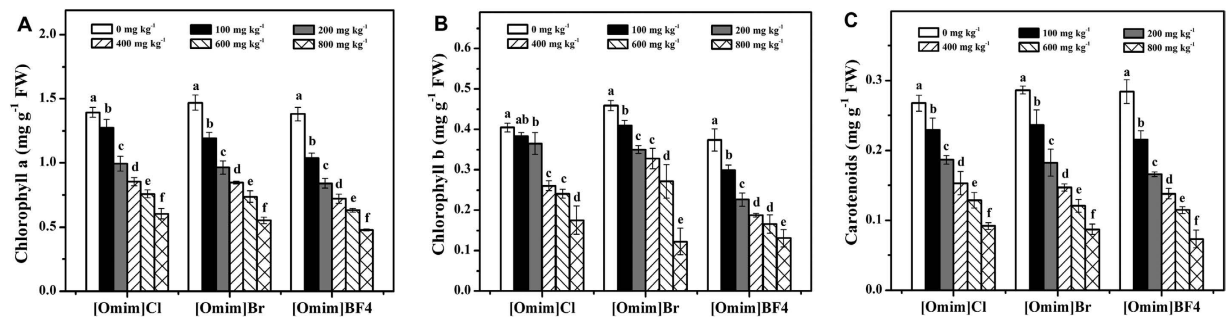 A
0 mg kg⁻¹ 100 mg kg⁻¹ 200 mg kg⁻¹
400 mg kg⁻¹ 600 mg kg⁻¹ 800 mg kg⁻¹
Chlorophyll a (mg g⁻¹ FW)
2.0
1.5
1.0
0.5
0.0
a b c d e f
a b c d e f
a b c d e f
[Omim]Cl [Omim]Br [Omim]BF4
B
0 mg kg⁻¹ 100 mg kg⁻¹ 200 mg kg⁻¹
400 mg kg⁻¹ 600 mg kg⁻¹ 800 mg kg⁻¹
Chlorophyll b (mg g⁻¹ FW)
0.6
0.5
0.4
0.3
0.2
0.1
0.0
a ab b c c d
a b c c d e
a b c d d e
[Omim]Cl [Omim]Br [Omim]BF4
C
0 mg kg⁻¹ 100 mg kg⁻¹ 200 mg kg⁻¹
400 mg kg⁻¹ 600 mg kg⁻¹ 800 mg kg⁻¹
Carotenoids (mg g⁻¹ FW)
0.3
0.2
0.1
0.0
a b c d e f
a b c d e f
a b c d e f
[Omim]Cl [Omim]Br [Omim]BF4